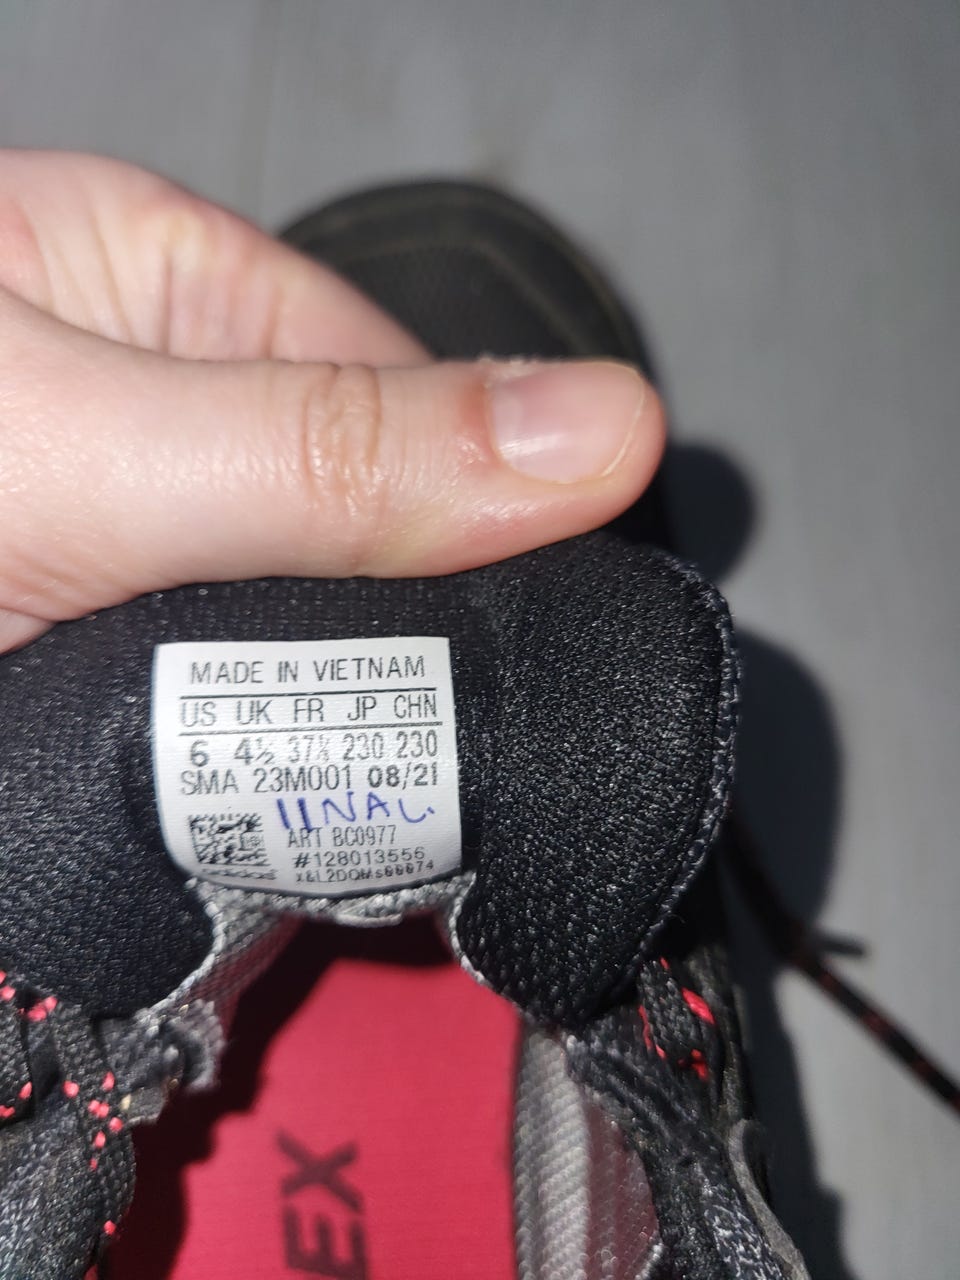 MADE IN VIETNAM
US UK FR JP CHN
6 4½ 37⅓ 230 230
SMA 23M001 08/21
ART BC0977
#128013556
EX